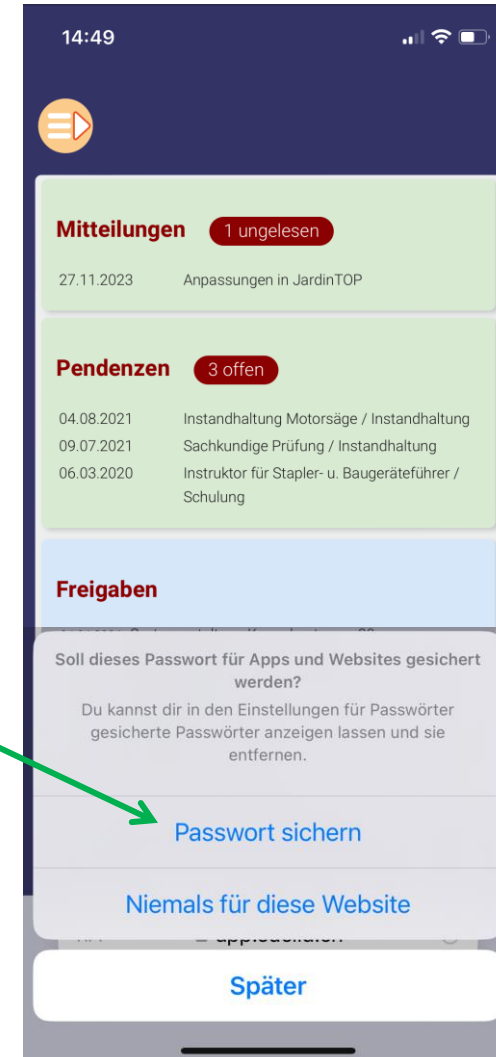 14:49
Mitteilungen 1 ungelesen
27.11.2023 Anpassungen in JardinTOP
Pendenzen 3 offen
04.08.2021 Instandhaltung Motorsäge / Instandhaltung
09.07.2021 Sachkundige Prüfung / Instandhaltung
06.03.2020 Instruktor für Stapler- u. Baugeräteführer /
Schulung
Freigaben
Soll dieses Passwort für Apps und Websites gesichert
werden?
Du kannst dir in den Einstellungen für Passwörter
gesicherte Passwörter anzeigen lassen und sie
entfernen.
Passwort sichern
Niemals für diese Website
Später